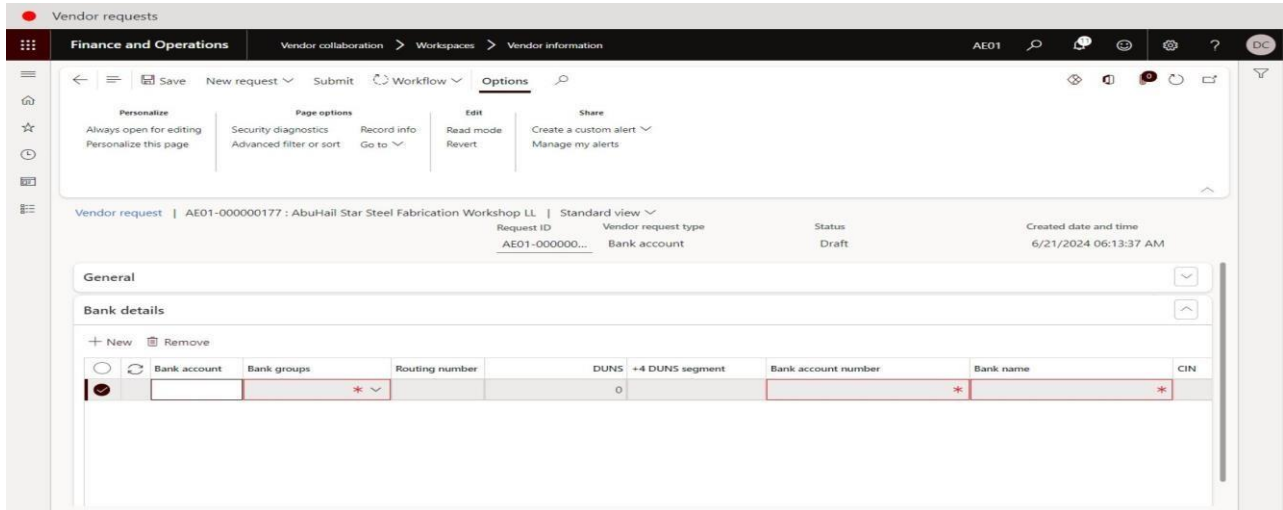 Vendor requests
Finance and Operations Vendor collaboration > Workspaces > Vendor information AE01 ? DC
Save New request Submit Workflow Options
Personalize Page options Edit Share
Always open for editing Security diagnostics Record info Read mode Create a custom alert
Personalize this page Advanced filter or sort Go to Revert Manage my alerts
Vendor request | AE01-000000177 : AbuHail Star Steel Fabrication Workshop LL | Standard view
Request ID Vendor request type Status Created date and time
AE01-000000... Bank account Draft 6/21/2024 06:13:37 AM
General
Bank details
+ New Remove
Bank account Bank groups Routing number DUNS +4 DUNS segment Bank account number Bank name CIN
* 0 * *